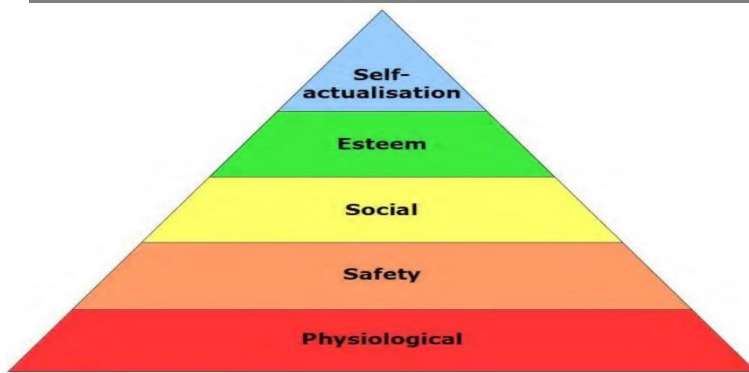 Self-
actualisation
Esteem
Social
Safety
Physiological